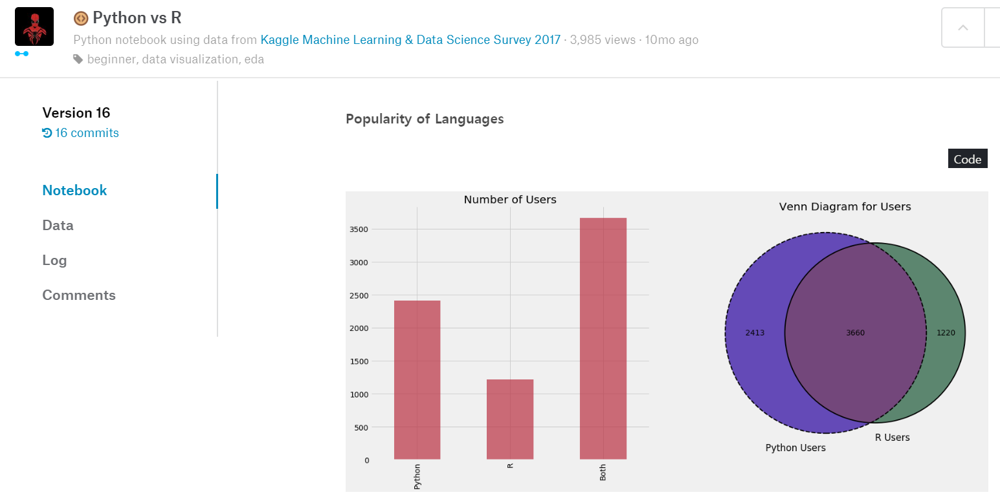 Python vs R
Python notebook using data from Kaggle Machine Learning & Data Science Survey 2017 · 3,985 views · 10mo ago
beginner, data visualization, eda
Version 16
16 commits
Notebook
Data
Log
Comments
Popularity of Languages
Code
Number of Users
3500
3000
2500
2000
1500
1000
500
0
Python
R
Both
Venn Diagram for Users
2413
3660
1220
Python Users
R Users